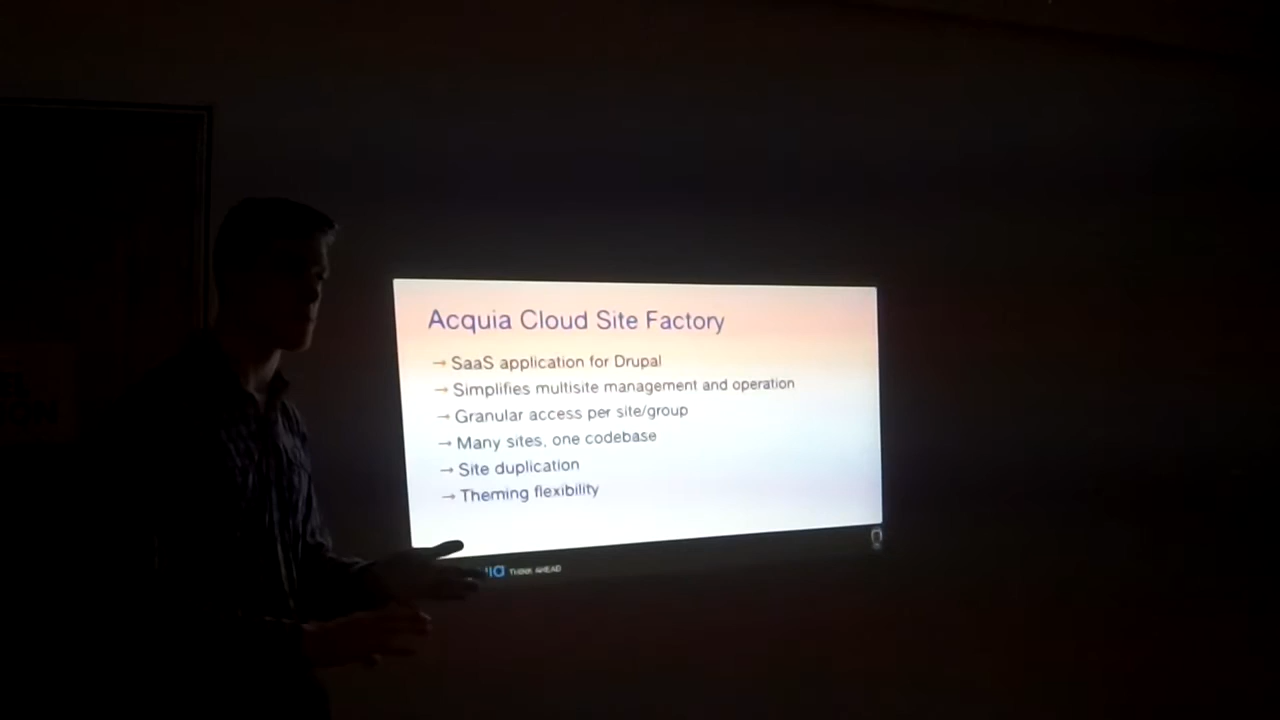 Acquia Cloud Site Factory
→ SaaS application for Drupal
→ Simplifies multisite management and operation
→ Granular access per site/group
→ Many sites, one codebase
→ Site duplication
→ Theming flexibility
THINK AHEAD